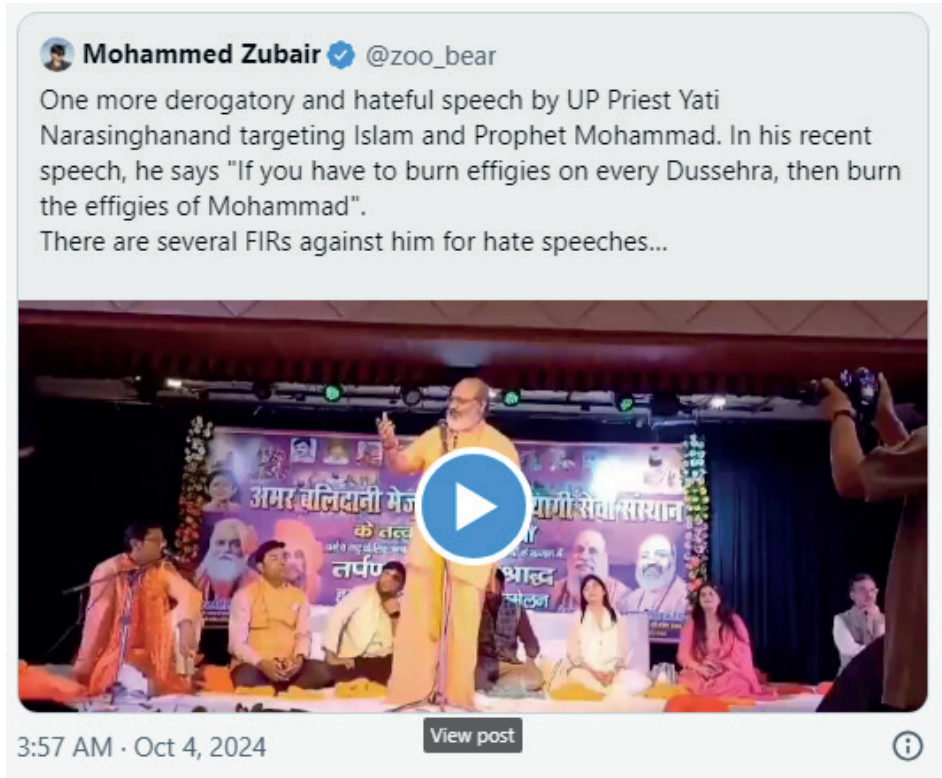 Mohammed Zubair @zoo_bear
One more derogatory and hateful speech by UP Priest Yati
Narasinghanand targeting Islam and Prophet Mohammad. In his recent
speech, he says "If you have to burn effigies on every Dussehra, then burn
the effigies of Mohammad".
There are several FIRs against him for hate speeches...
अमर बलिदानी मेज त्यागी सेवा संस्थान
के तत्व
तर्पण श्राद्ध
3:57 AM · Oct 4, 2024
View post